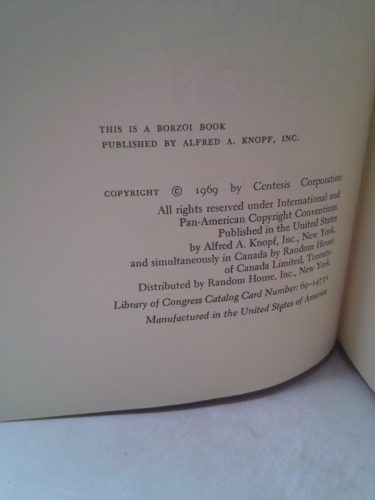 THIS IS A BORZOI BOOK
PUBLISHED BY ALFRED A. KNOPF, INC.
COPYRIGHT © 1969 by Centesis Corporation
All rights reserved under International and
Pan-American Copyright Conventions.
Published in the United States
by Alfred A. Knopf, Inc., New York,
and simultaneously in Canada by Random House
of Canada Limited, Toronto.
Distributed by Random House, Inc., New York.
Library of Congress Catalog Card Number: 69–14731
Manufactured in the United States of America